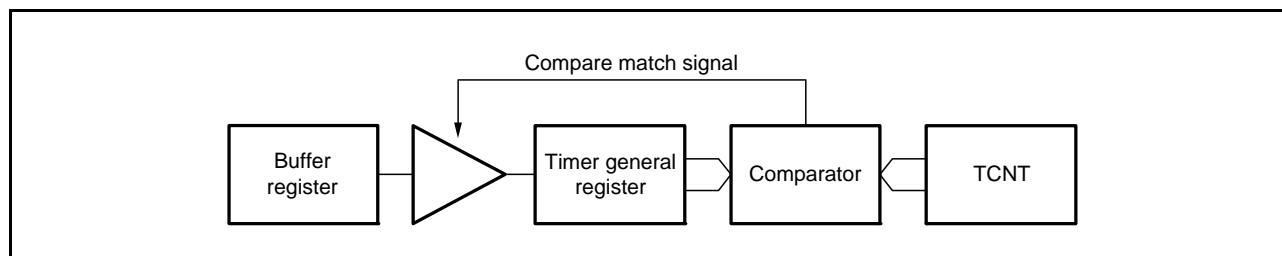 Compare match signal
Buffer
register
Timer general
register
Comparator
TCNT